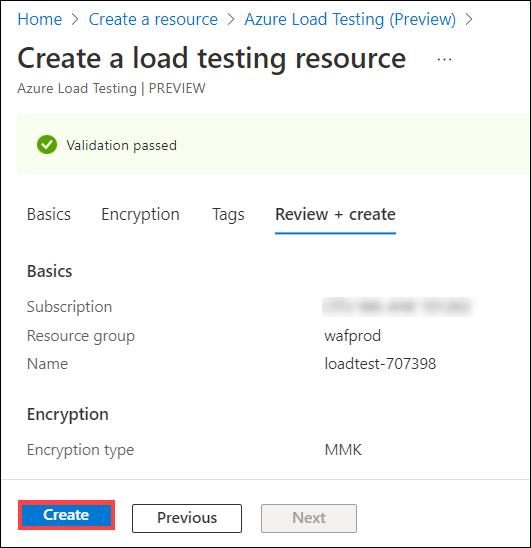 Home > Create a resource > Azure Load Testing (Preview) >
Create a load testing resource ...
Azure Load Testing | PREVIEW
Validation passed
Basics Encryption Tags Review + create
Basics
Subscription
Resource group wafprod
Name loadtest-707398
Encryption
Encryption type MMK
Create Previous Next